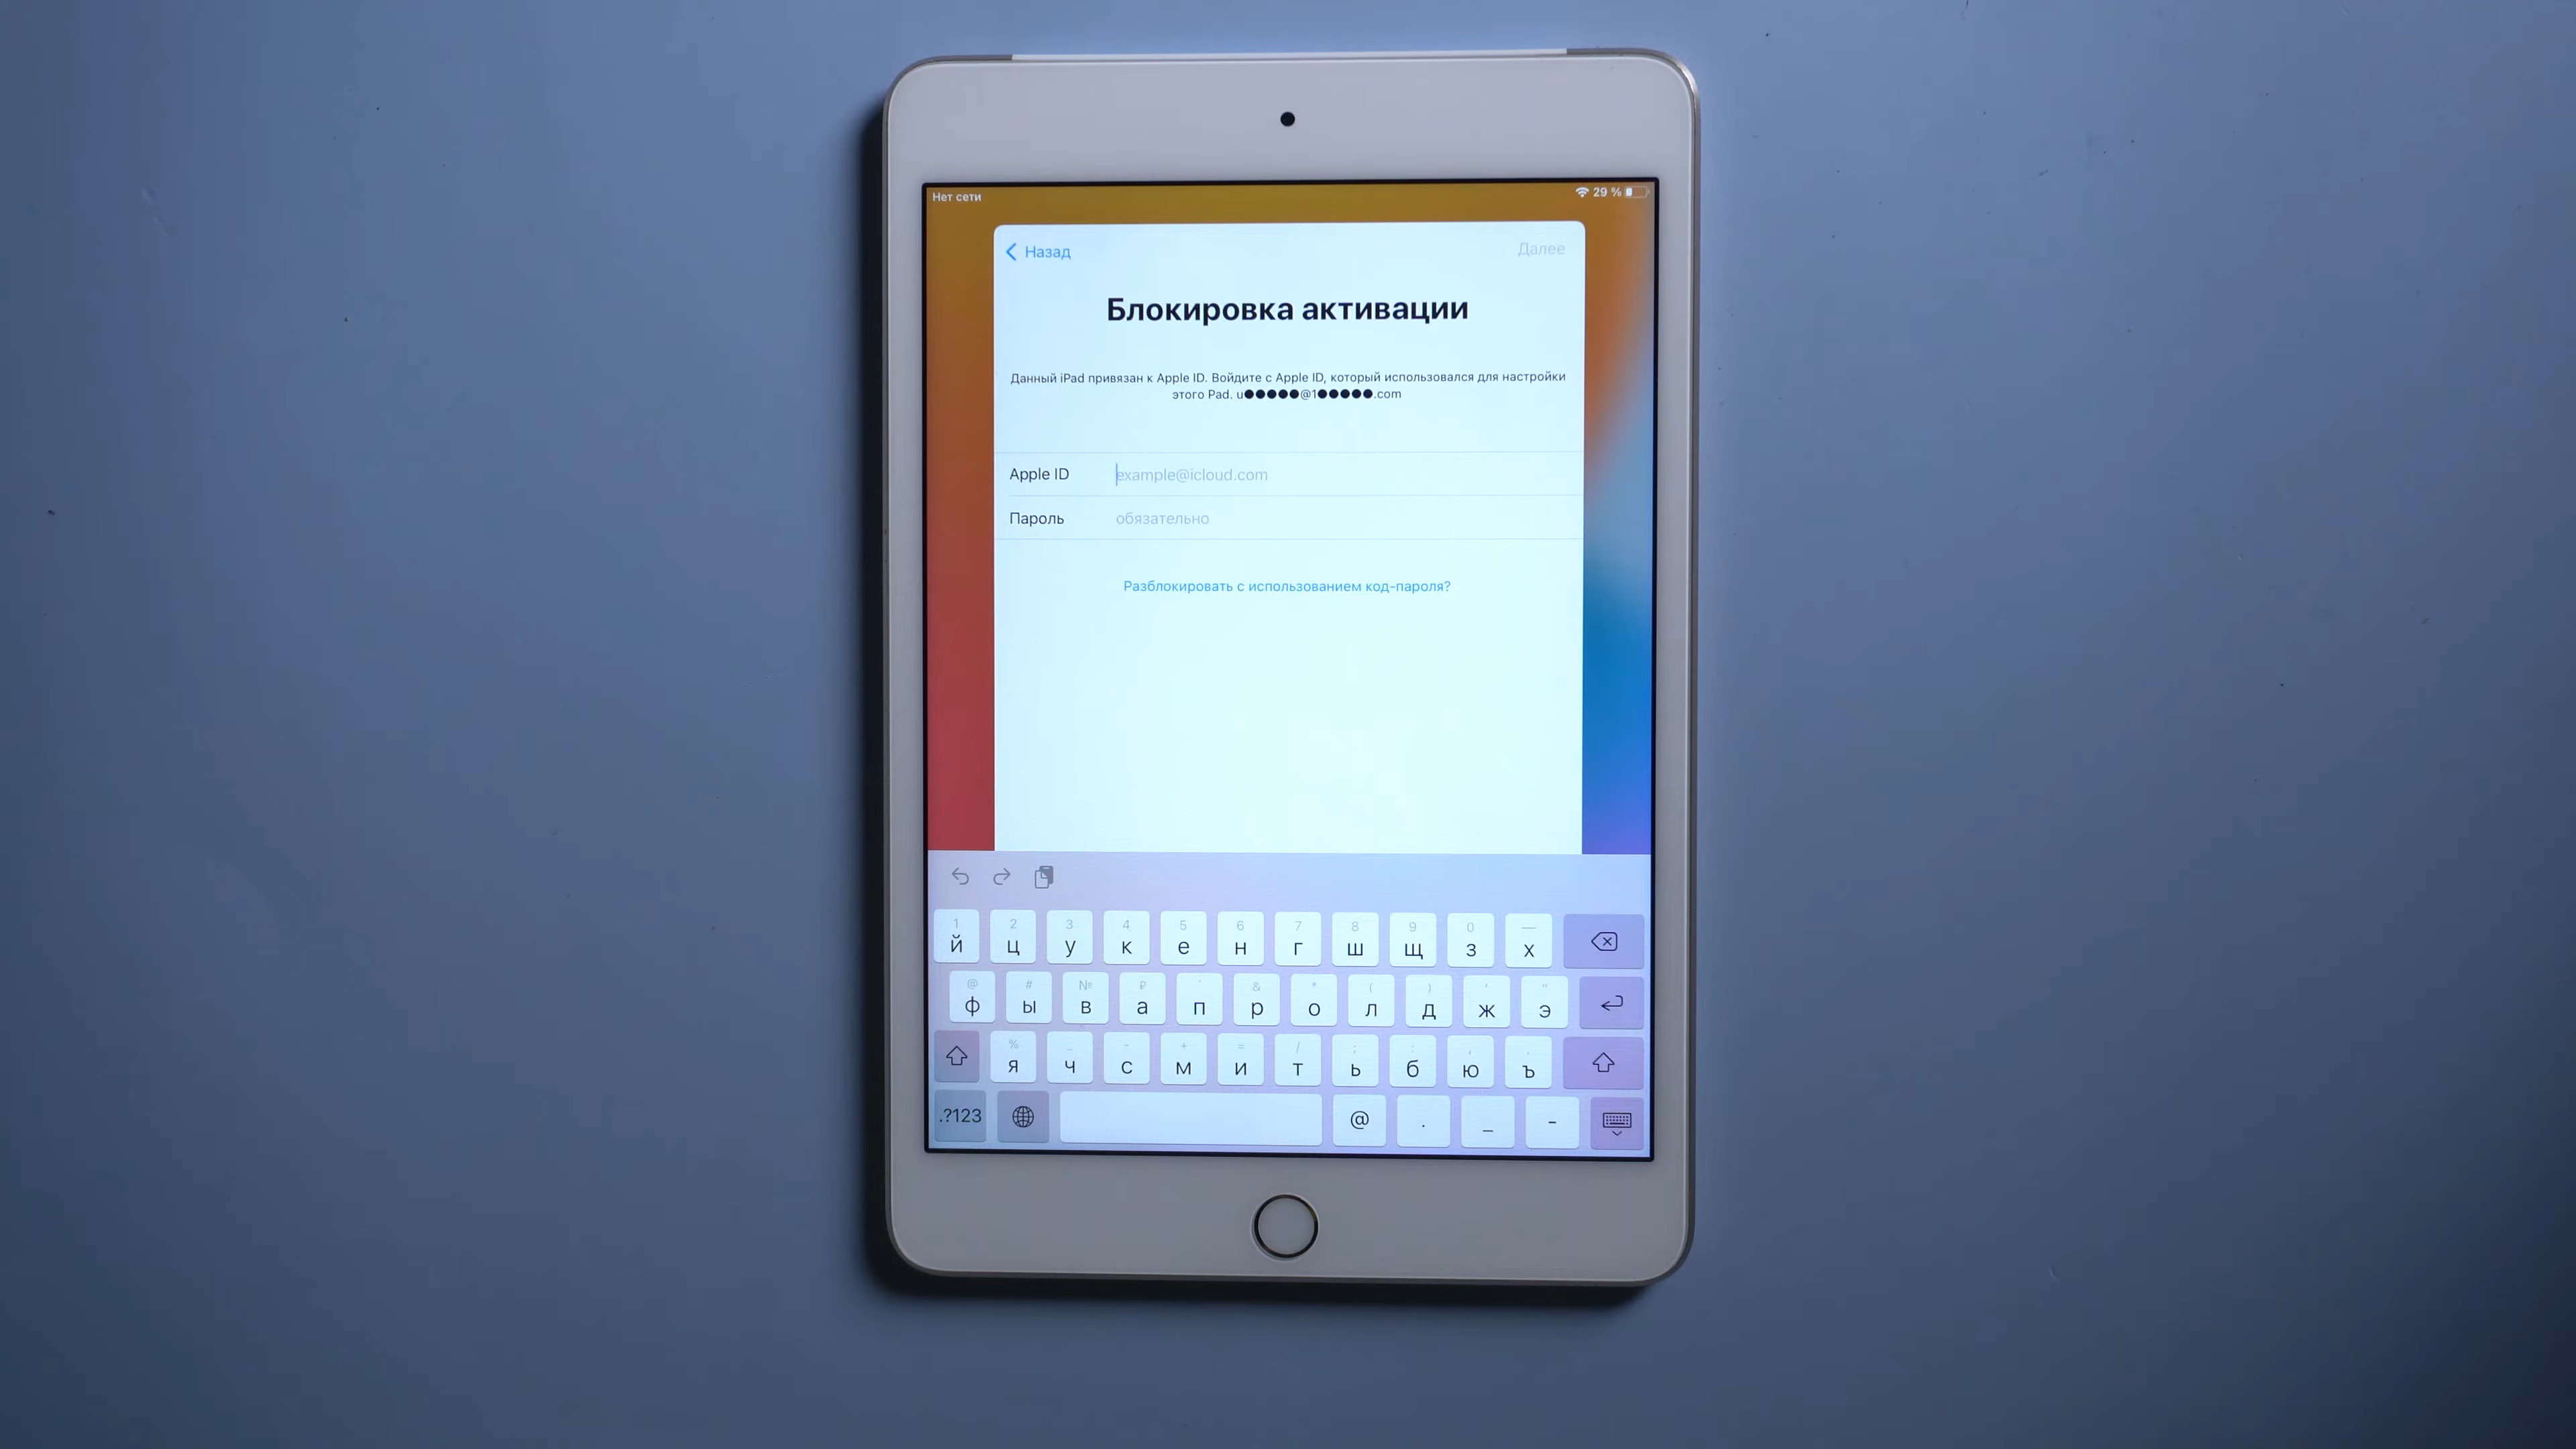 Нет сети
29 %
Назад
Далее
Блокировка активации
Данный iPad привязан к Apple ID. Войдите с Apple ID, который использовался для настройки
этого Pad. u●●●●●@1●●●●●.com
Apple ID example@icloud.com
Пароль обязательно
Разблокировать с использованием код-пароля?
1 2 3 4 5 6 7 8 9 0 —
й ц у к е н г ш щ з х
@ # № ₽ ' & * ( ) ' "
ф ы в а п р о л д ж э
% _ - + = / ; : , .
я ч с м и т ь б ю ъ
.?123 @ . _ -